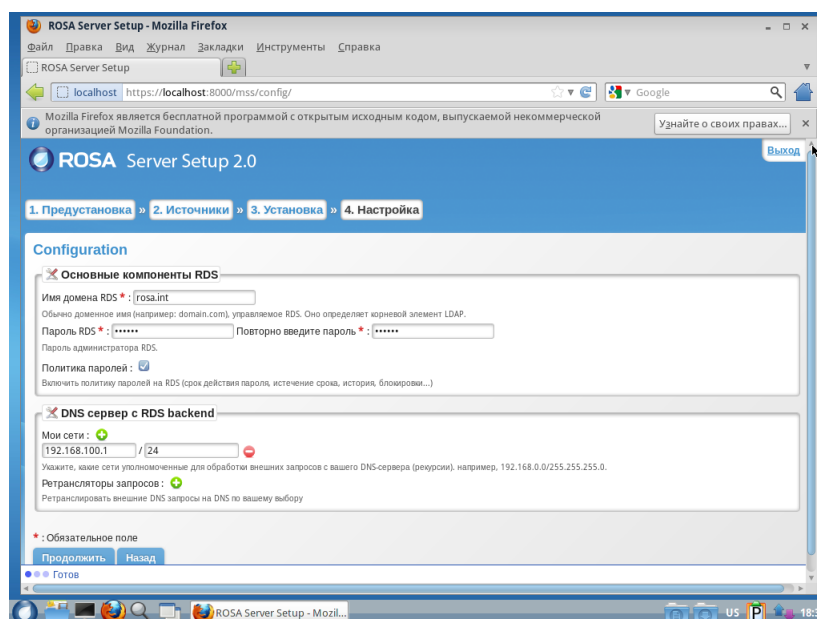 ROSA Server Setup - Mozilla Firefox
Файл Правка Вид Журнал Закладки Инструменты Справка
ROSA Server Setup
localhost https://localhost:8000/mss/config/ Google
Mozilla Firefox является бесплатной программой с открытым исходным кодом, выпускаемой некоммерческой
организацией Mozilla Foundation.
Узнайте о своих правах...
ROSA Server Setup 2.0
Выход
1. Предустановка » 2. Источники » 3. Установка » 4. Настройка
Configuration
Основные компоненты RDS
Имя домена RDS * : rosa.int
Обычно доменное имя (например: domain.com), управляемое RDS. Оно определяет корневой элемент LDAP.
Пароль RDS * : •••••• Повторно введите пароль * : ••••••
Пароль администратора RDS.
Политика паролей :
Включить политику паролей на RDS (срок действия пароля, истечение срока, история, блокировки...)
DNS сервер с RDS backend
Мои сети :
192.168.100.1 / 24
Укажите, какие сети уполномоченные для обработки внешних запросов с вашего DNS-сервера (рекурсии). например, 192.168.0.0/255.255.255.0.
Ретрансляторы запросов :
Ретранслировать внешние DNS запросы на DNS по вашему выбору
* : Обязательное поле
Продолжить Назад
Готов
ROSA Server Setup - Mozil... US P 18: